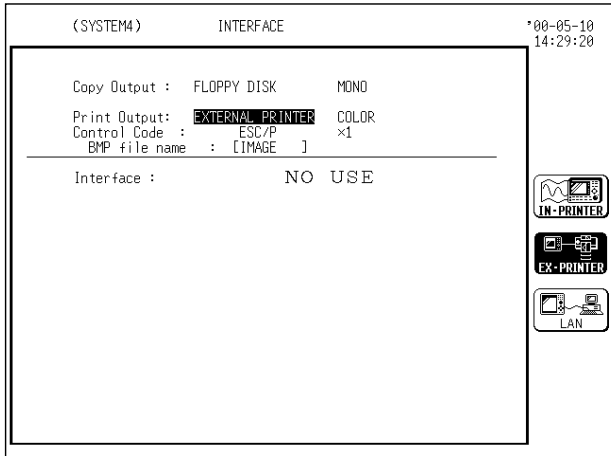 (SYSTEM4) INTERFACE '00-05-10
14:29:20
Copy Output : FLOPPY DISK MONO
Print Output: EXTERNAL PRINTER COLOR
Control Code : ESC/P ×1
BMP file name : [IMAGE ]
Interface : NO USE
IN-PRINTER
EX-PRINTER
LAN